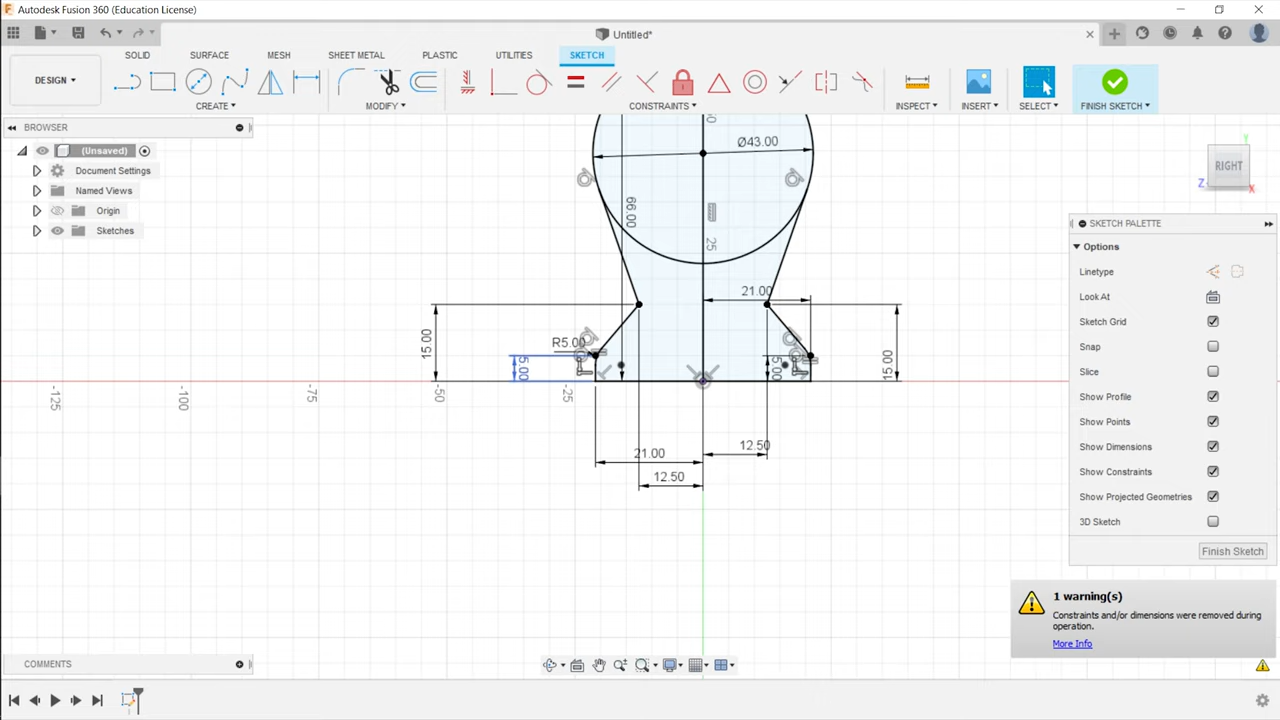 Autodesk Fusion 360 (Education License)
Untitled*
SOLID SURFACE MESH SHEET METAL PLASTIC UTILITIES SKETCH
DESIGN
CREATE MODIFY CONSTRAINTS INSPECT INSERT SELECT FINISH SKETCH
BROWSER
(Unsaved)
Document Settings
Named Views
Origin
Sketches
Ø43.00
66.00
25
21.00
15.00
R5.00
5.00
5.00
15.00
-125
-100
-75
-50
-25
21.00
12.50
12.50
Y
RIGHT
Z
X
SKETCH PALETTE
Options
Linetype
Look At
Sketch Grid
Snap
Slice
Show Profile
Show Points
Show Dimensions
Show Constraints
Show Projected Geometries
3D Sketch
Finish Sketch
1 warning(s)
Constraints and/or dimensions were removed during
operation.
More Info
COMMENTS